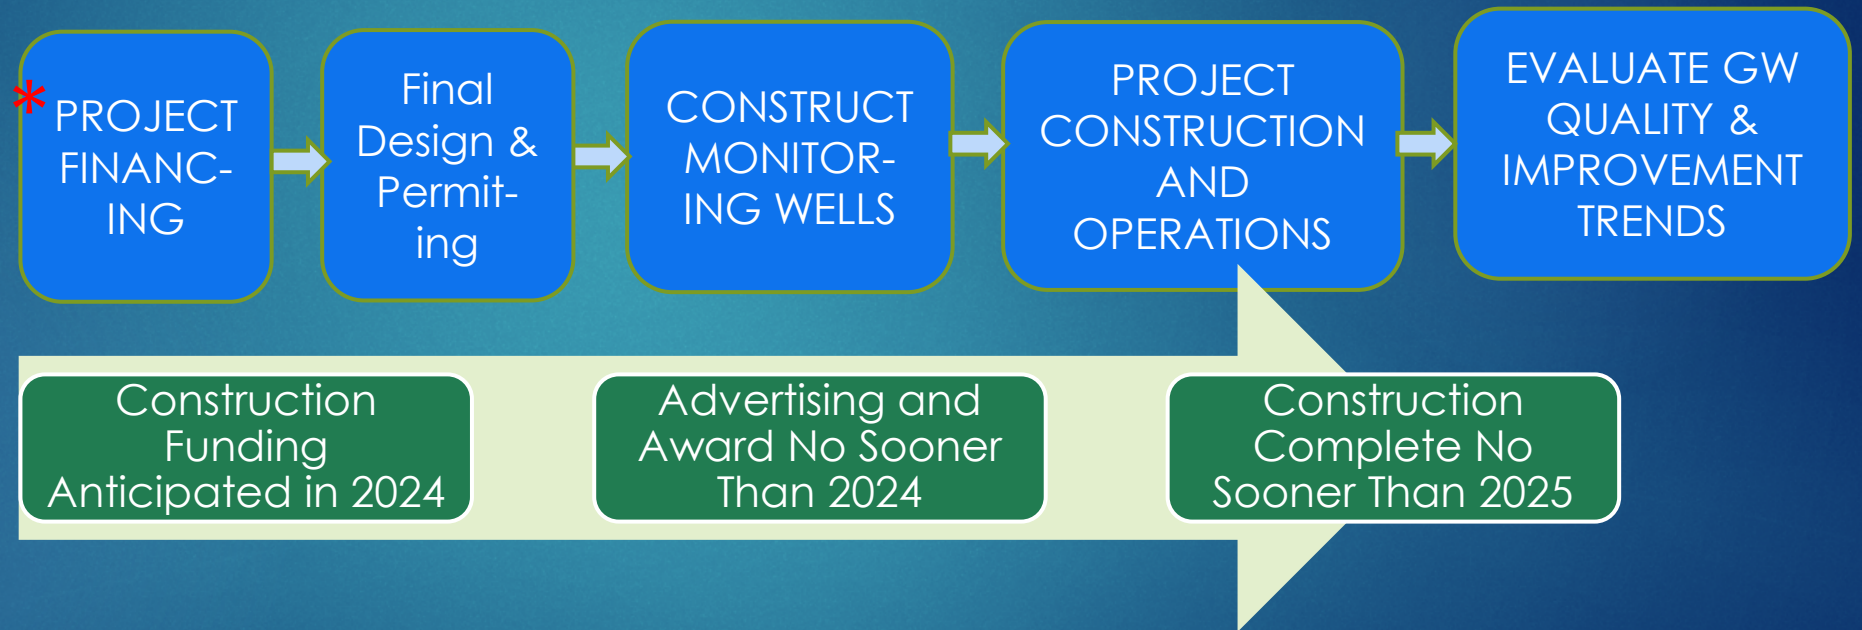 *
PROJECT
FINANC-
ING
Final
Design &
Permit-
ing
CONSTRUCT
MONITOR-
ING WELLS
PROJECT
CONSTRUCTION
AND
OPERATIONS
EVALUATE GW
QUALITY &
IMPROVEMENT
TRENDS
Construction
Funding
Anticipated in 2024
Advertising and
Award No Sooner
Than 2024
Construction
Complete No
Sooner Than 2025